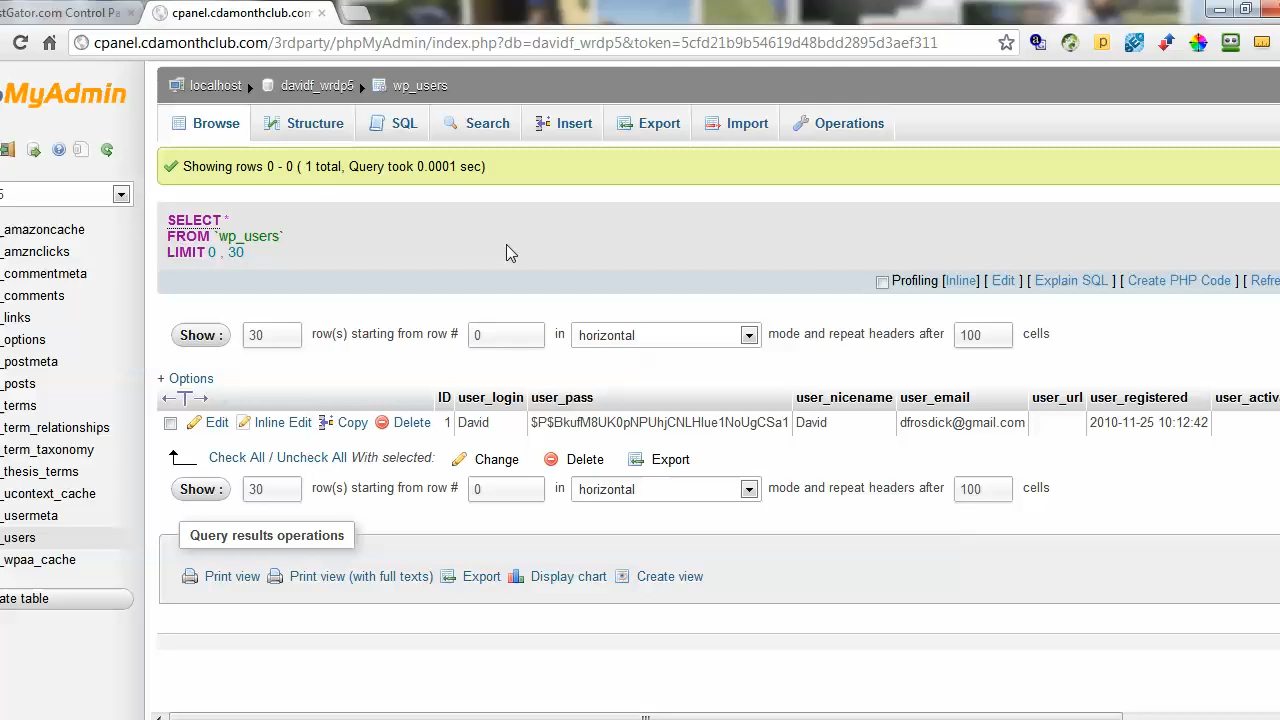 stGator.com Control Pa
cpanel.cdamonthclub.com
cpanel.cdamonthclub.com/3rdparty/phpMyAdmin/index.php?db=davidf_wrdp5&token=5cfd21b9b54619d48bdd2895d3aef311
MyAdmin
localhost davidf_wrdp5 wp_users
Browse Structure SQL Search Insert Export Import Operations
Showing rows 0 - 0 ( 1 total, Query took 0.0001 sec)
5
_amazoncache
_amznclicks
_commentmeta
_comments
_links
_options
_postmeta
_posts
_terms
_term_relationships
_term_taxonomy
_thesis_terms
_ucontext_cache
_usermeta
_users
_wpaa_cache
ate table
SELECT *
FROM `wp_users`
LIMIT 0 , 30
Profiling [Inline] [ Edit ] [ Explain SQL ] [ Create PHP Code ] [ Refre
Show : 30 row(s) starting from row # 0 in horizontal mode and repeat headers after 100 cells
+ Options
ID user_login user_pass user_nicename user_email user_url user_registered user_activ
Edit Inline Edit Copy Delete 1 David $P$BkufM8UK0pNPUhjCNLHlue1NoUgCSa1 David dfrosdick@gmail.com 2010-11-25 10:12:42
Check All / Uncheck All With selected: Change Delete Export
Show : 30 row(s) starting from row # 0 in horizontal mode and repeat headers after 100 cells
Query results operations
Print view Print view (with full texts) Export Display chart Create view